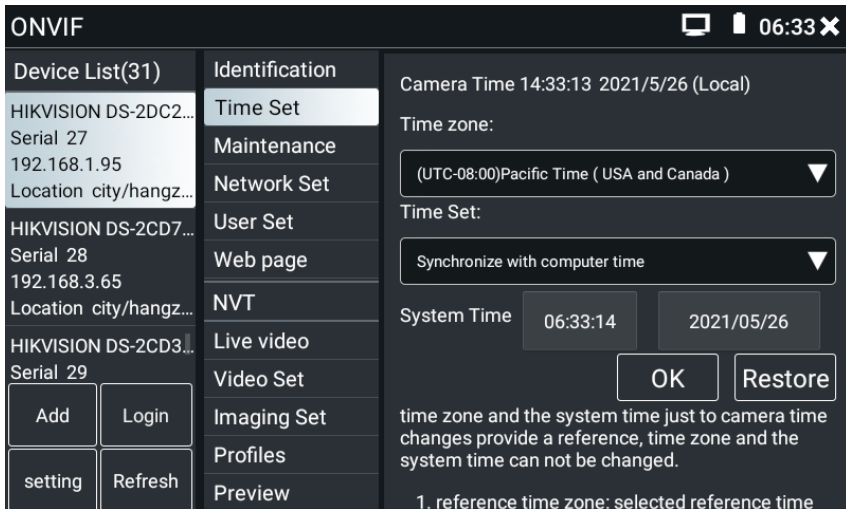 ONVIF
06:33
Device List(31)
HIKVISION DS-2DC2...
Serial 27
192.168.1.95
Location city/hangz...
HIKVISION DS-2CD7...
Serial 28
192.168.3.65
Location city/hangz...
HIKVISION DS-2CD3...
Serial 29
Add
Login
setting
Refresh
Identification
Time Set
Maintenance
Network Set
User Set
Web page
NVT
Live video
Video Set
Imaging Set
Profiles
Preview
Camera Time 14:33:13 2021/5/26 (Local)
Time zone:
(UTC-08:00)Pacific Time ( USA and Canada )
Time Set:
Synchronize with computer time
System Time 06:33:14 2021/05/26
OK Restore
time zone and the system time just to camera time
changes provide a reference, time zone and the
system time can not be changed.
1. reference time zone: selected reference time